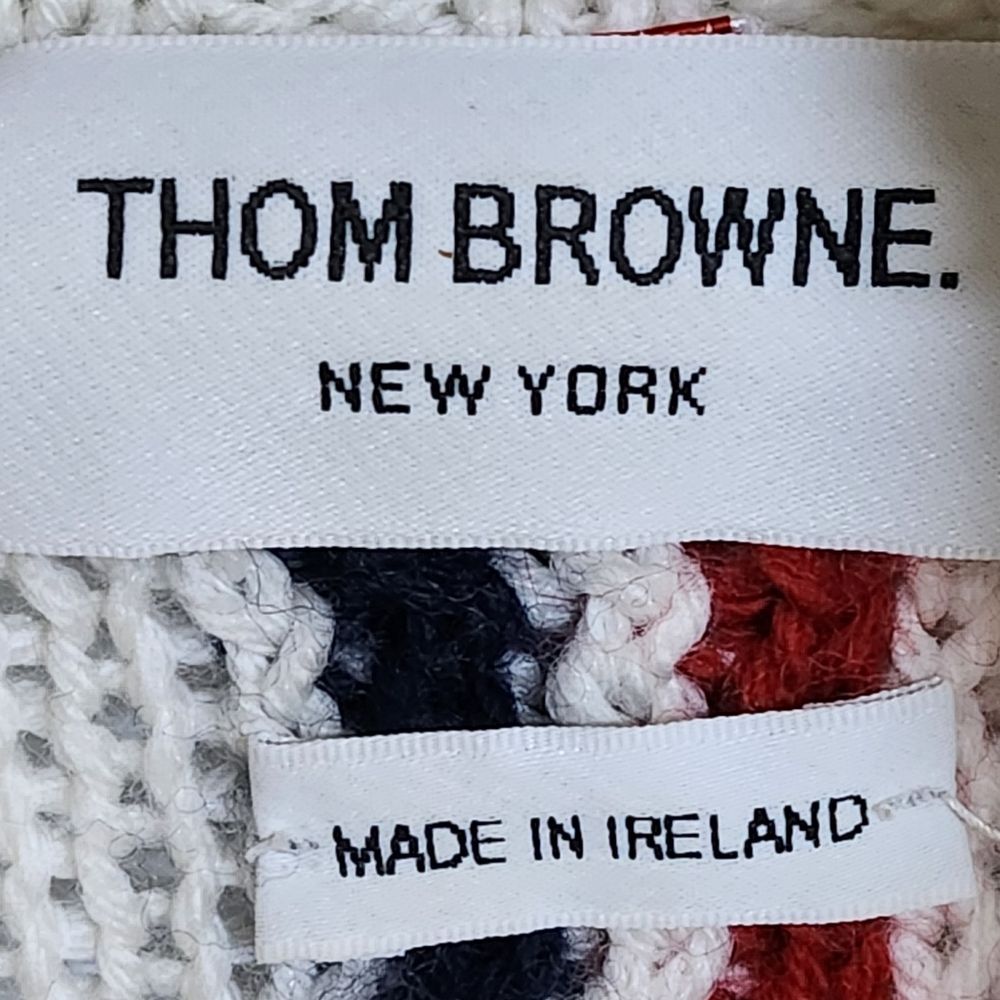 THOM BROWNE.
NEW YORK
MADE IN IRELAND